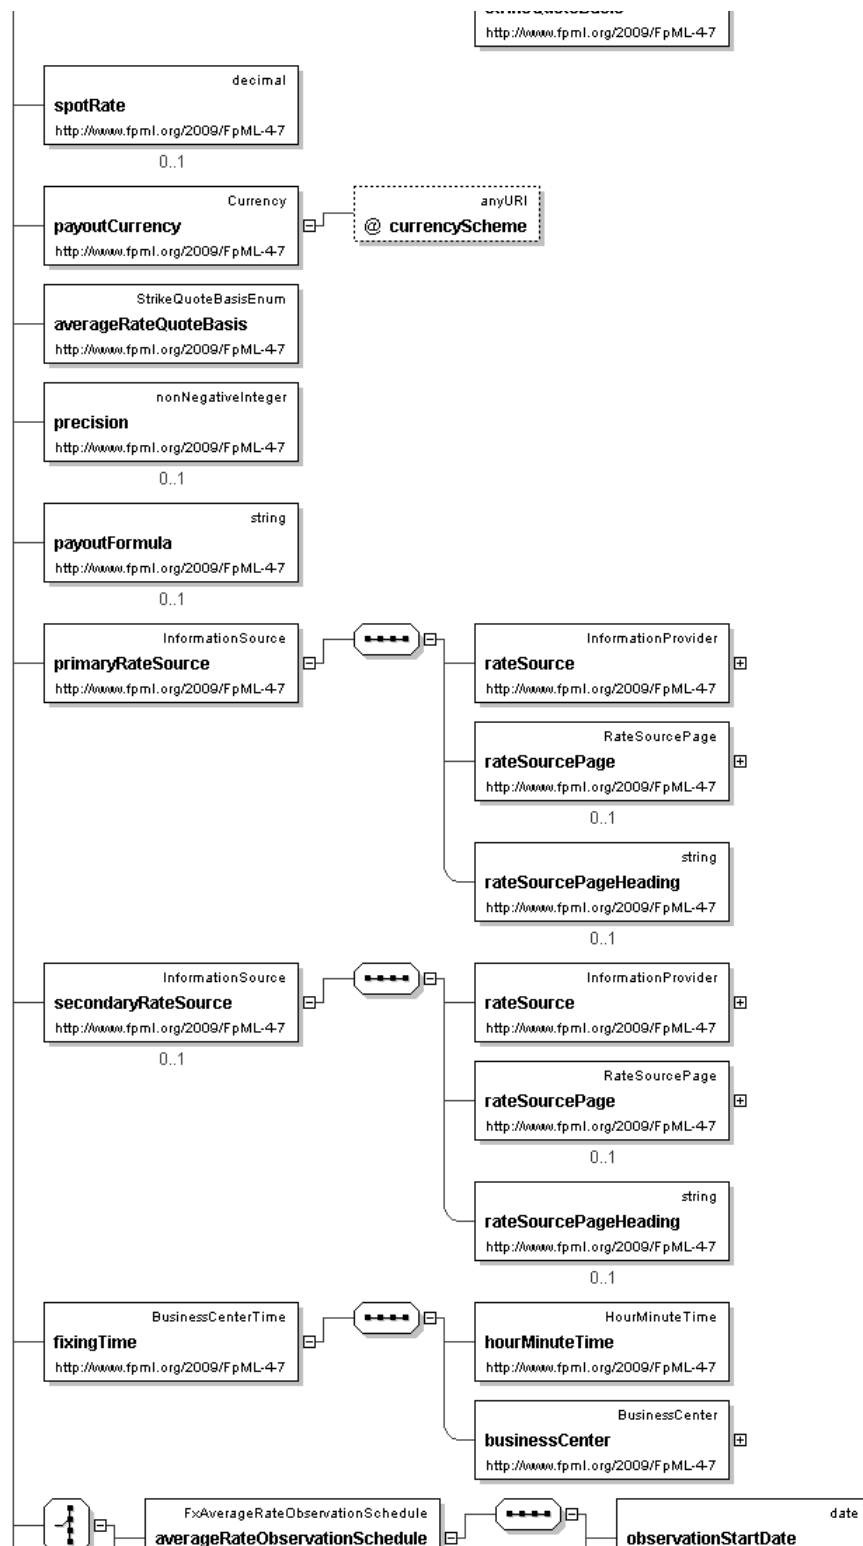 http://www.fpml.org/2009/FpML-4-7
decimal
spotRate
http://www.fpml.org/2009/FpML-4-7
0..1
Currency
payoutCurrency
http://www.fpml.org/2009/FpML-4-7
anyURI
@ currencyScheme
StrikeQuoteBasisEnum
averageRateQuoteBasis
http://www.fpml.org/2009/FpML-4-7
nonNegativeInteger
precision
http://www.fpml.org/2009/FpML-4-7
0..1
string
payoutFormula
http://www.fpml.org/2009/FpML-4-7
0..1
InformationSource
primaryRateSource
http://www.fpml.org/2009/FpML-4-7
InformationProvider
rateSource
http://www.fpml.org/2009/FpML-4-7
RateSourcePage
rateSourcePage
http://www.fpml.org/2009/FpML-4-7
0..1
string
rateSourcePageHeading
http://www.fpml.org/2009/FpML-4-7
0..1
InformationSource
secondaryRateSource
http://www.fpml.org/2009/FpML-4-7
0..1
InformationProvider
rateSource
http://www.fpml.org/2009/FpML-4-7
RateSourcePage
rateSourcePage
http://www.fpml.org/2009/FpML-4-7
0..1
string
rateSourcePageHeading
http://www.fpml.org/2009/FpML-4-7
0..1
BusinessCenterTime
fixingTime
http://www.fpml.org/2009/FpML-4-7
HourMinuteTime
hourMinuteTime
http://www.fpml.org/2009/FpML-4-7
BusinessCenter
businessCenter
http://www.fpml.org/2009/FpML-4-7
FxAverageRateObservationSchedule
averageRateObservationSchedule
date
observationStartDate